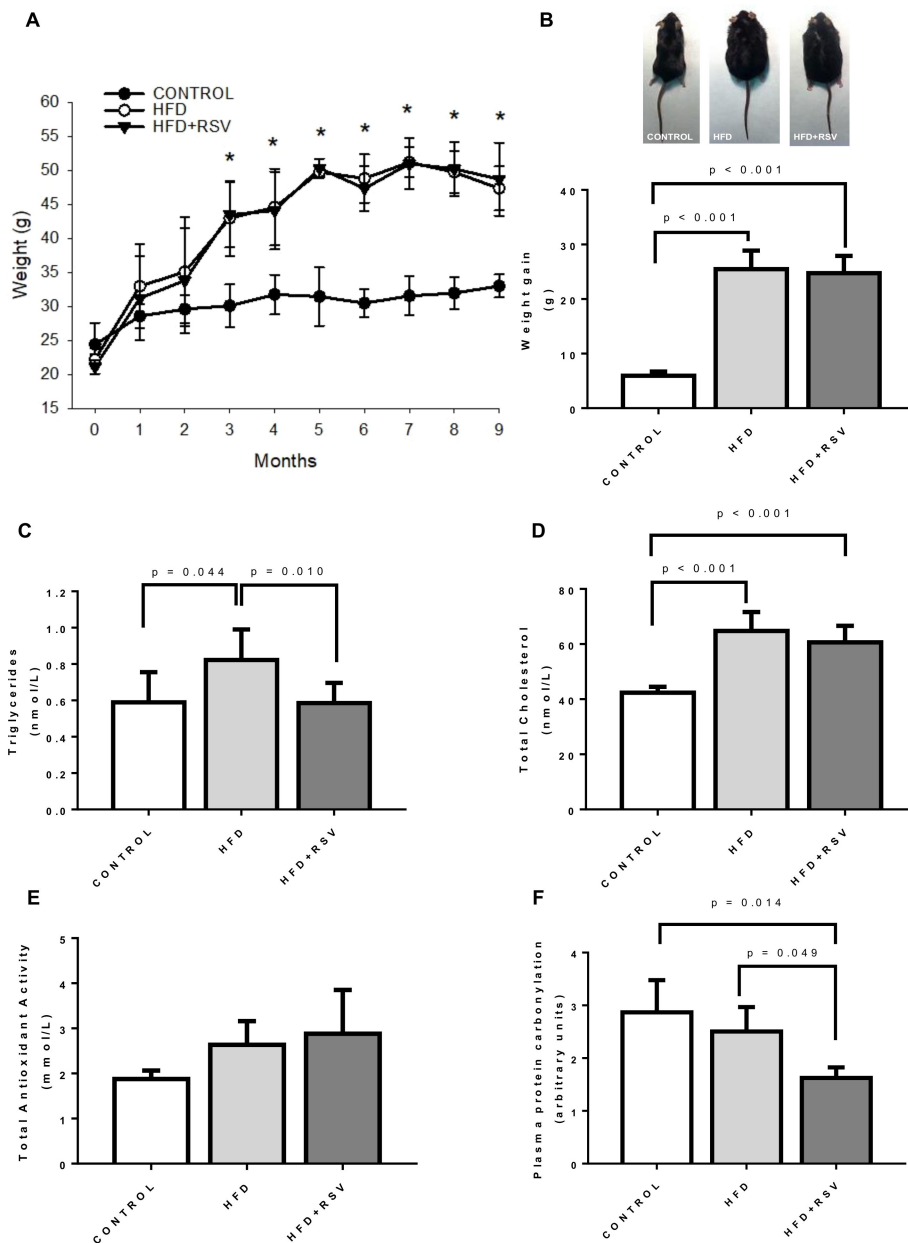 A
CONTROL
HFD
HFD+RSV
* * * * * * *
Weight (g)
60
55
50
45
40
35
30
25
20
15
0 1 2 3 4 5 6 7 8 9
Months
B
CONTROL
HFD
HFD+RSV
p < 0.001
p < 0.001
Weight gain
(g)
40
30
20
10
0
CONTROL
HFD
HFD+RSV
C
p = 0.044
p = 0.010
Triglycerides
(nmol/L)
1.2
1.0
0.8
0.6
0.4
0.2
0.0
CONTROL
HFD
HFD+RSV
D
p < 0.001
p < 0.001
Total Cholesterol
(nmol/L)
80
60
40
20
0
CONTROL
HFD
HFD+RSV
E
Total Antioxidant Activity
(mmol/L)
5
4
3
2
1
0
CONTROL
HFD
HFD+RSV
F
p = 0.014
p = 0.049
Plasma protein carbonylation
(arbitrary units)
4
3
2
1
0
CONTROL
HFD
HFD+RSV